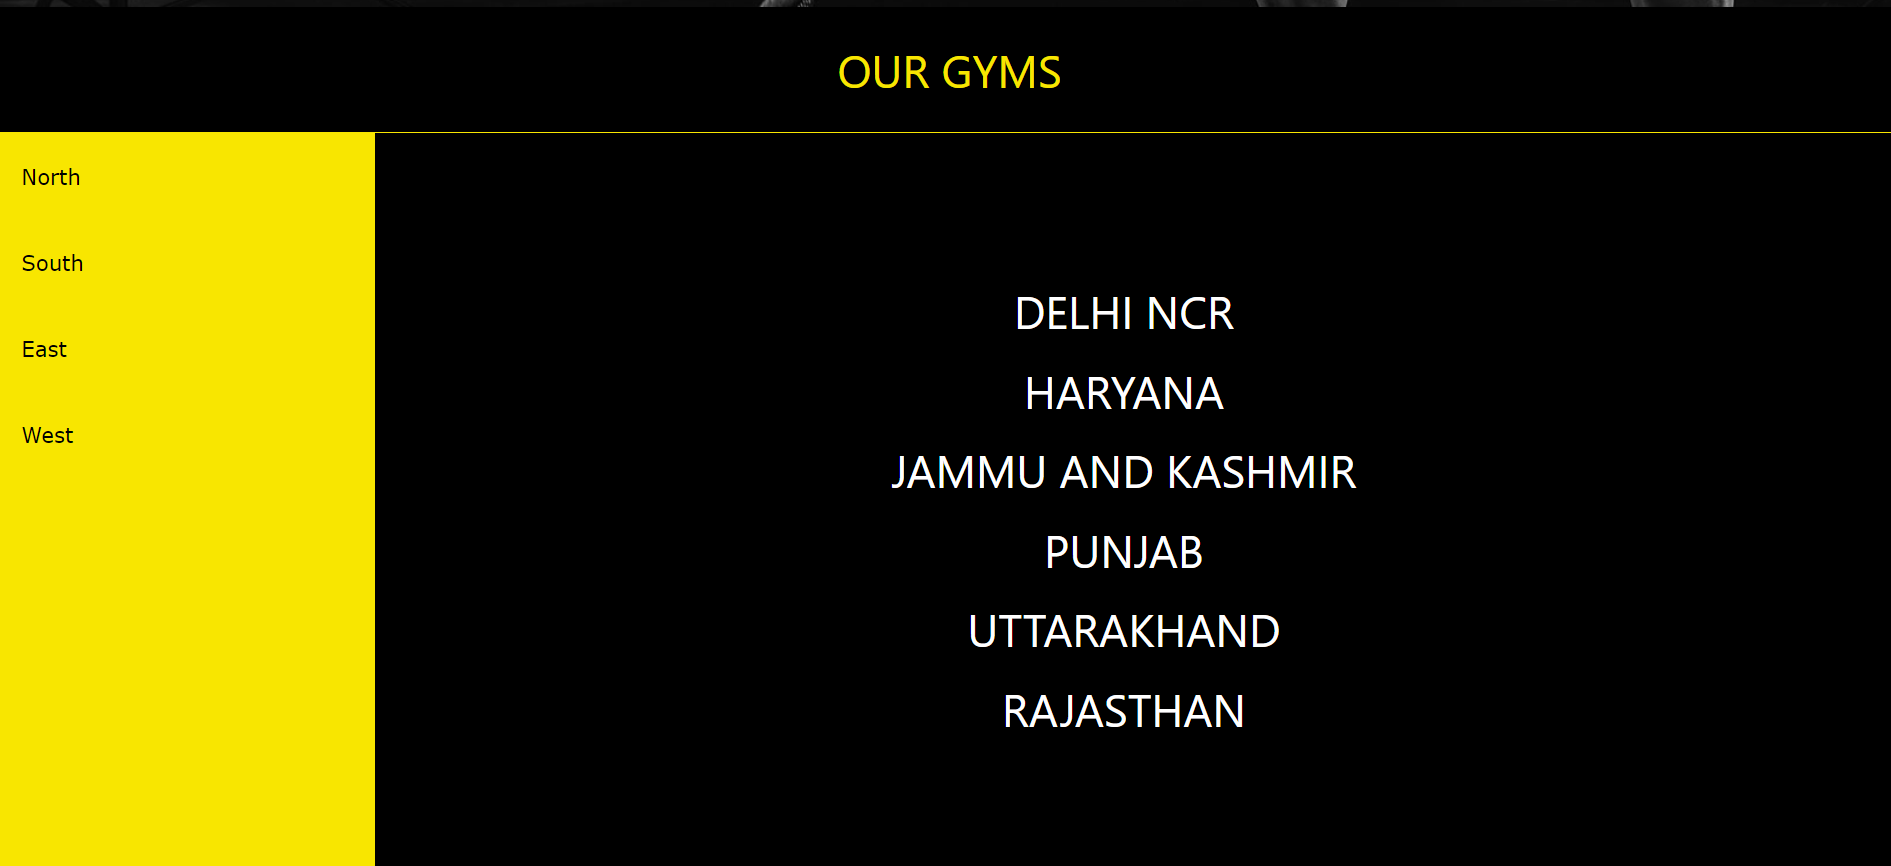 OUR GYMS
North
South
East
West
DELHI NCR
HARYANA
JAMMU AND KASHMIR
PUNJAB
UTTARAKHAND
RAJASTHAN